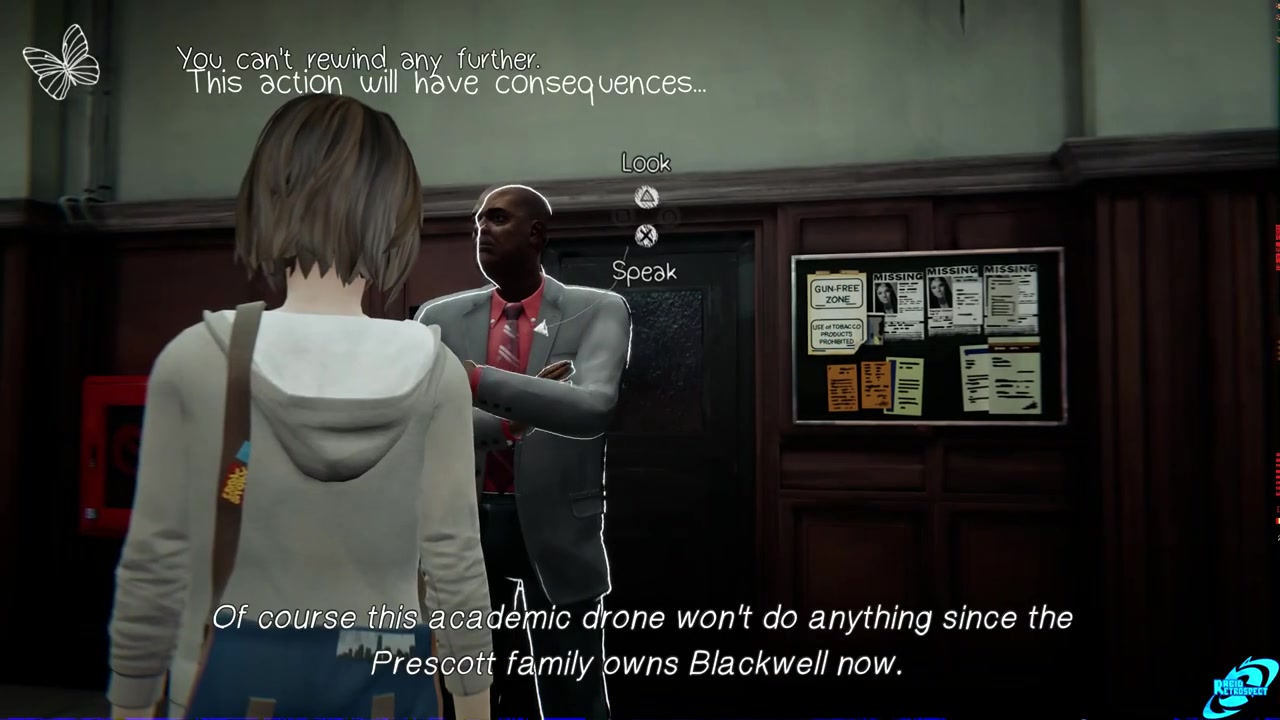 You can't rewind any further.
This action will have consequences...
Look
Speak
MISSING
MISSING
MISSING
GUN-FREE
ZONE
USE of TOBACCO
PRODUCTS
PROHIBITED
Of course this academic drone won't do anything since the
Prescott family owns Blackwell now.
RETROSPECT